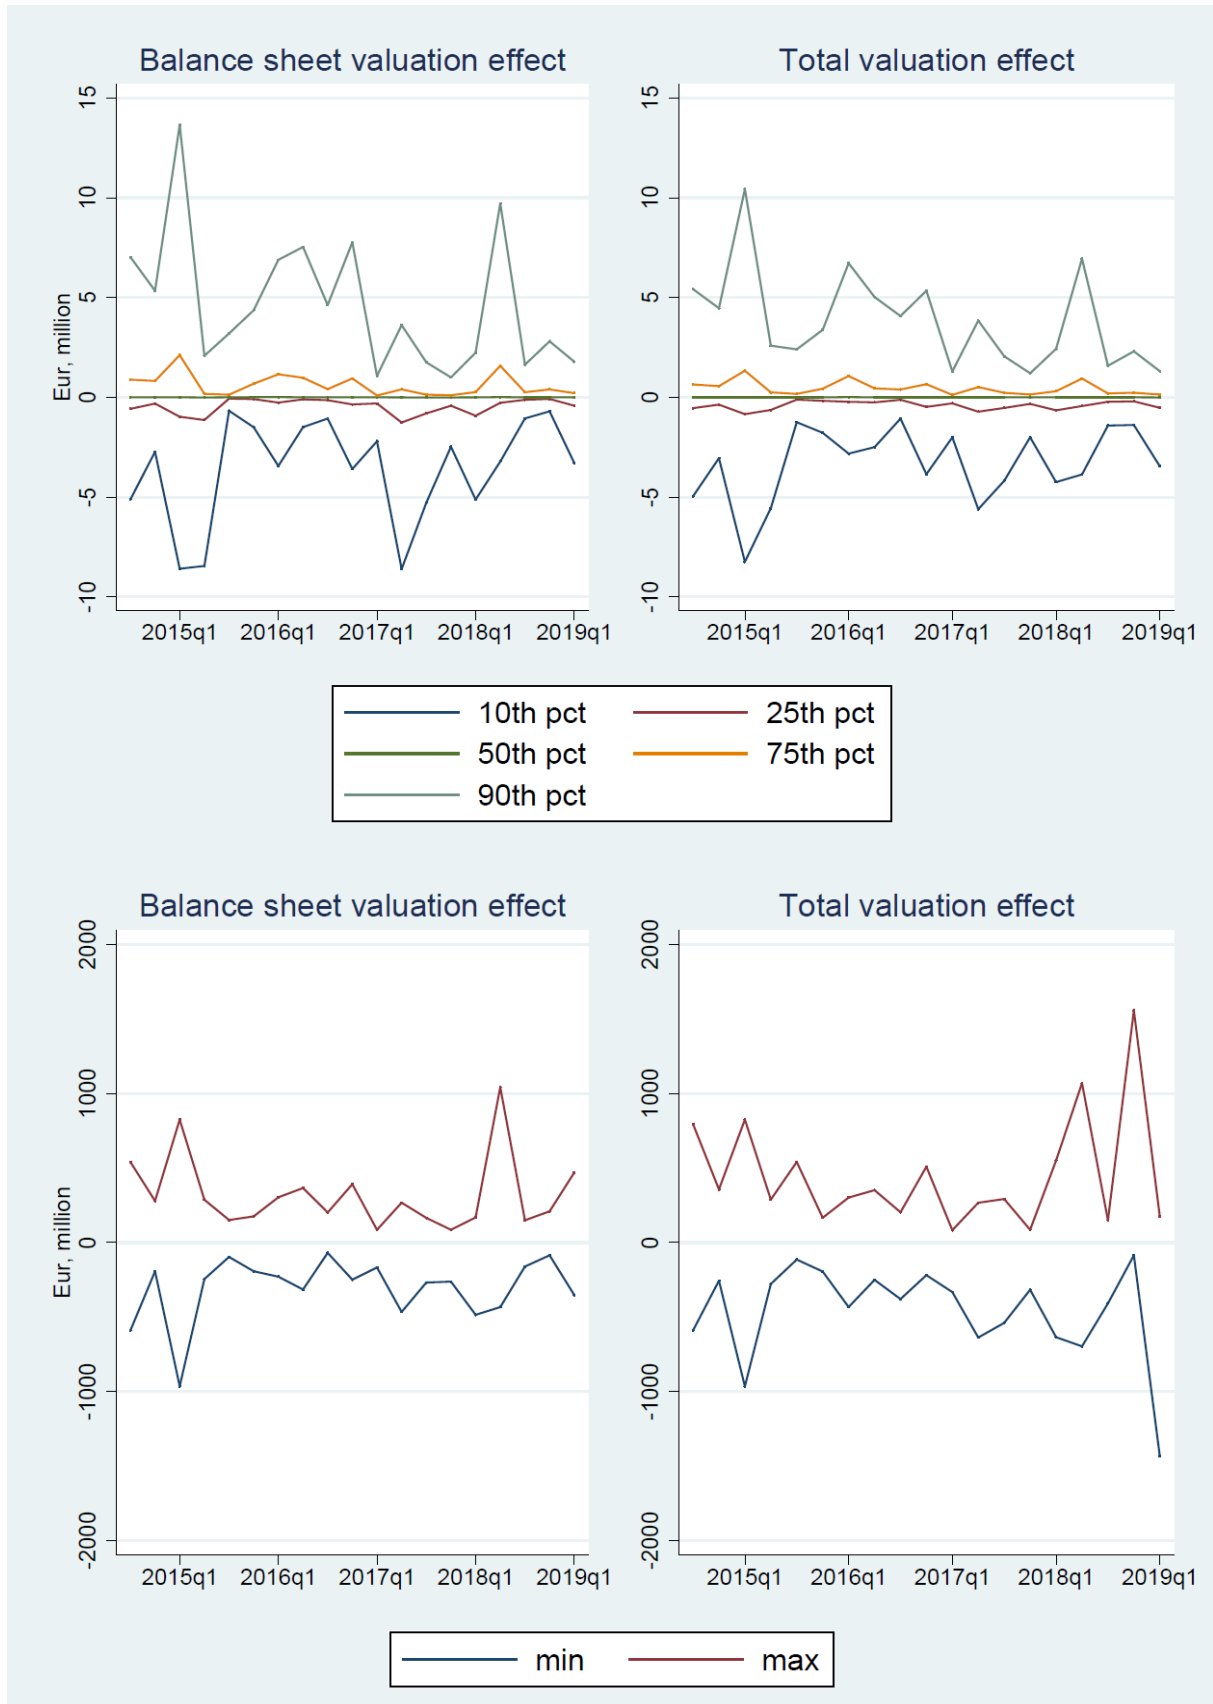 Balance sheet valuation effect
Total valuation effect
Eur, million
15
10
5
0
-5
-10
15
10
5
0
-5
-10
2015q1 2016q1 2017q1 2018q1 2019q1
2015q1 2016q1 2017q1 2018q1 2019q1
10th pct 25th pct
50th pct 75th pct
90th pct
Balance sheet valuation effect
Total valuation effect
Eur, million
2000
1000
0
-1000
-2000
2000
1000
0
-1000
-2000
2015q1 2016q1 2017q1 2018q1 2019q1
2015q1 2016q1 2017q1 2018q1 2019q1
min max